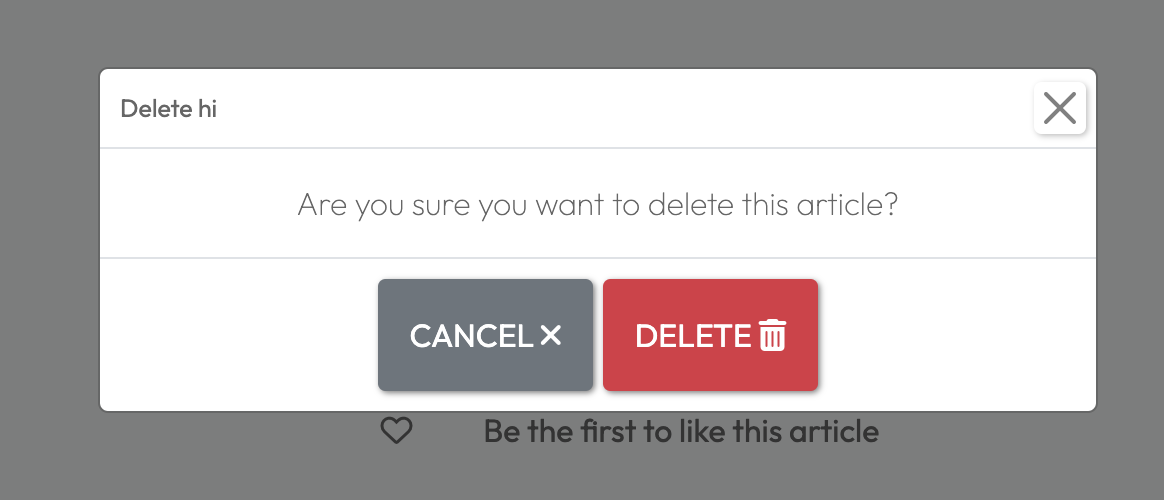 Delete hi
Are you sure you want to delete this article?
CANCEL
DELETE
Be the first to like this article